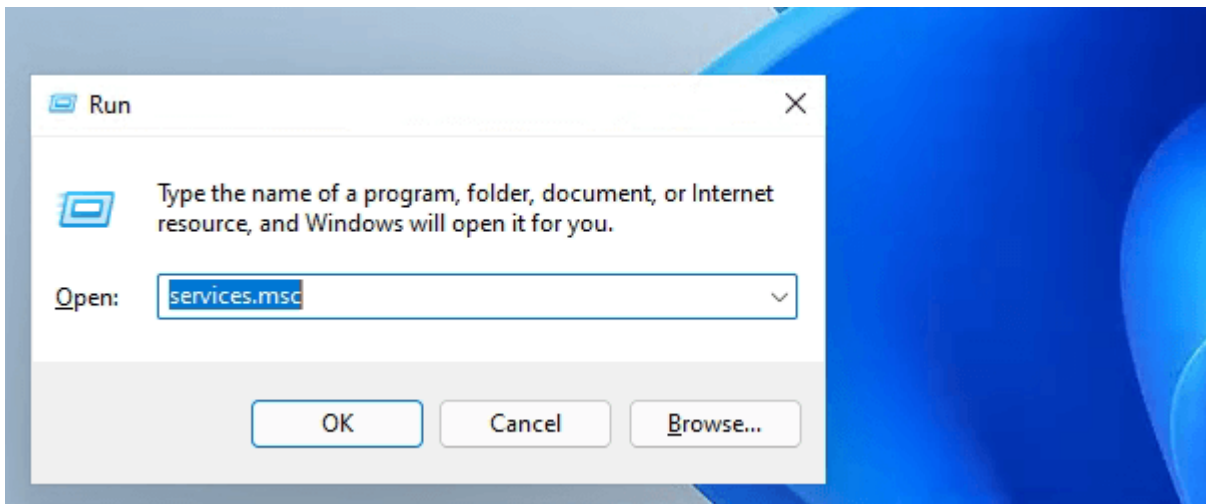 Run
Type the name of a program, folder, document, or Internet
resource, and Windows will open it for you.
Open: services.msc
OK Cancel Browse...